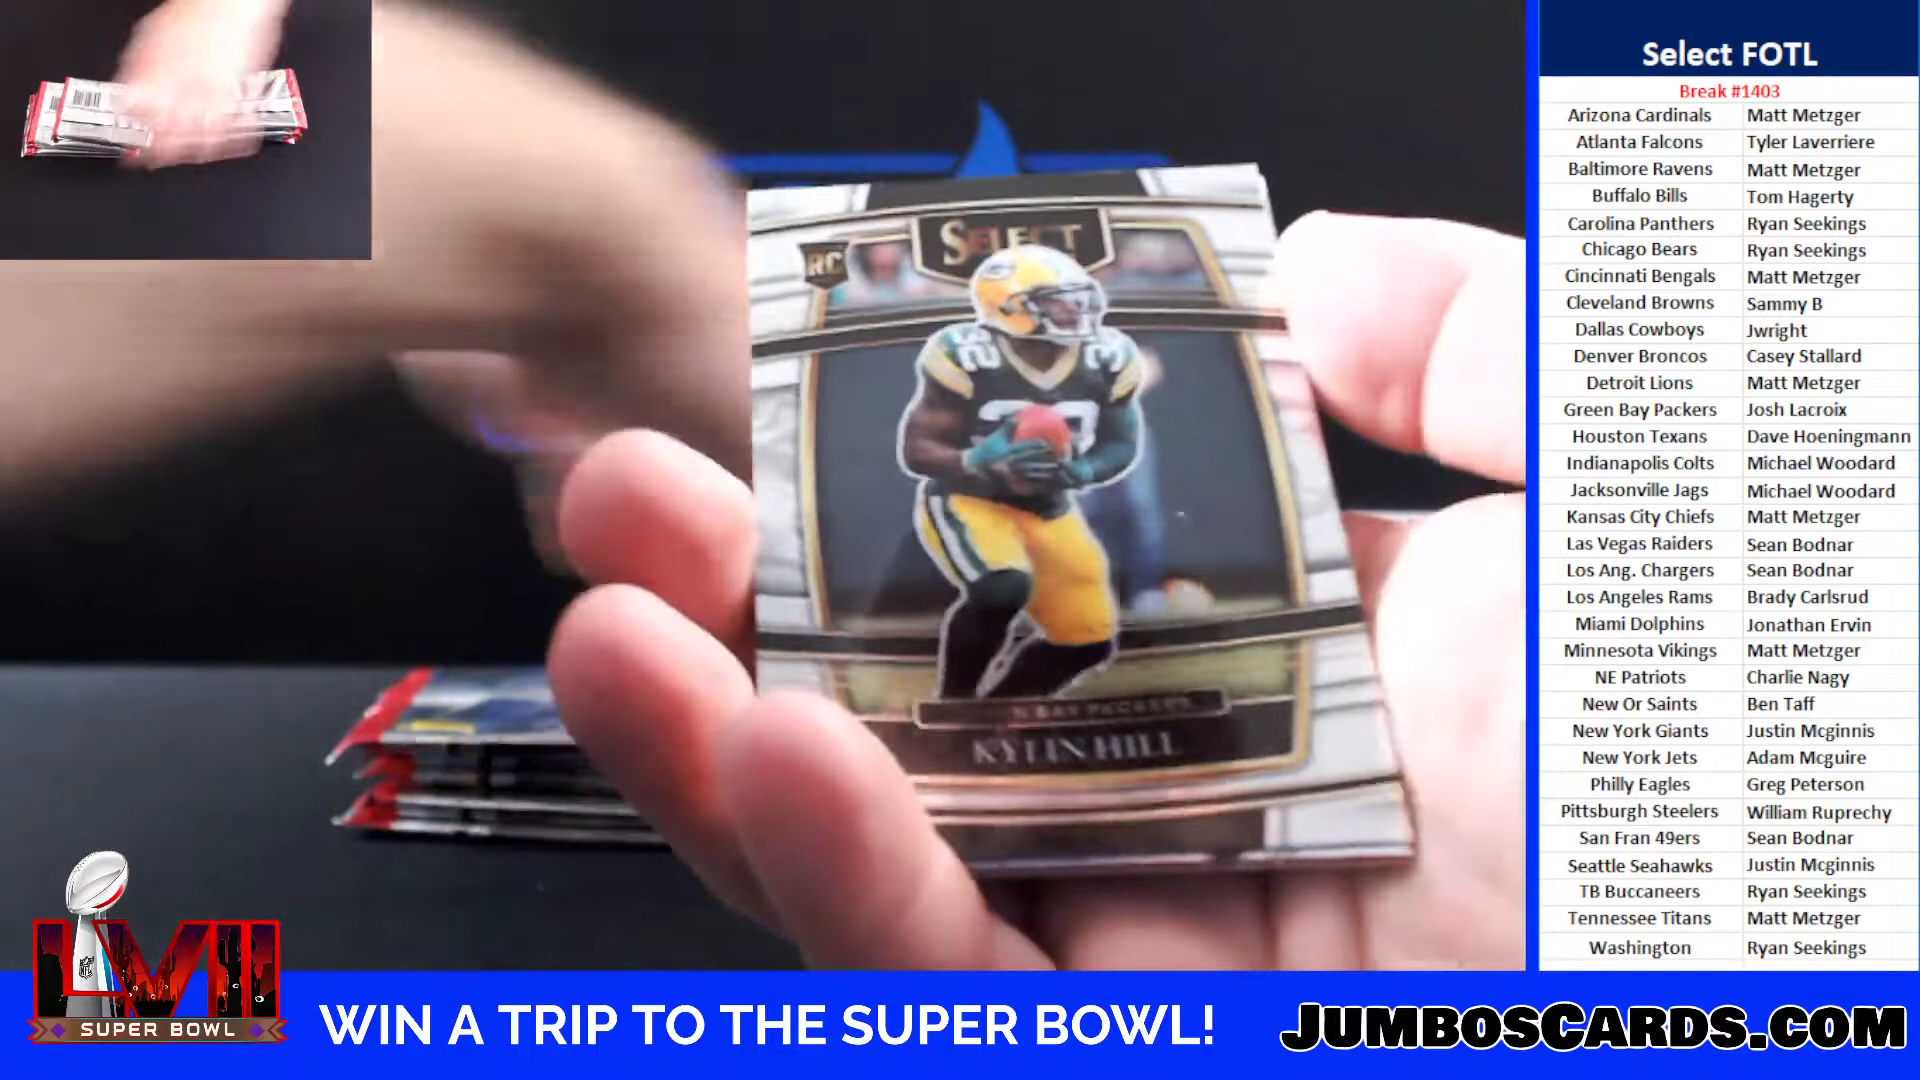 SELECT
RC
32
32
KYLIN HILL
Select FOTL
Break #1403
Arizona Cardinals Matt Metzger
Atlanta Falcons Tyler Laverriere
Baltimore Ravens Matt Metzger
Buffalo Bills Tom Hagerty
Carolina Panthers Ryan Seekings
Chicago Bears Ryan Seekings
Cincinnati Bengals Matt Metzger
Cleveland Browns Sammy B
Dallas Cowboys Jwright
Denver Broncos Casey Stallard
Detroit Lions Matt Metzger
Green Bay Packers Josh Lacroix
Houston Texans Dave Hoeningmann
Indianapolis Colts Michael Woodard
Jacksonville Jags Michael Woodard
Kansas City Chiefs Matt Metzger
Las Vegas Raiders Sean Bodnar
Los Ang. Chargers Sean Bodnar
Los Angeles Rams Brady Carlsrud
Miami Dolphins Jonathan Ervin
Minnesota Vikings Matt Metzger
NE Patriots Charlie Nagy
New Or Saints Ben Taff
New York Giants Justin Mcginnis
New York Jets Adam Mcguire
Philly Eagles Greg Peterson
Pittsburgh Steelers William Ruprechy
San Fran 49ers Sean Bodnar
Seattle Seahawks Justin Mcginnis
TB Buccaneers Ryan Seekings
Tennessee Titans Matt Metzger
Washington Ryan Seekings
LVII
NFL
SUPER BOWL
WIN A TRIP TO THE SUPER BOWL!
JUMBOSCARDS.COM